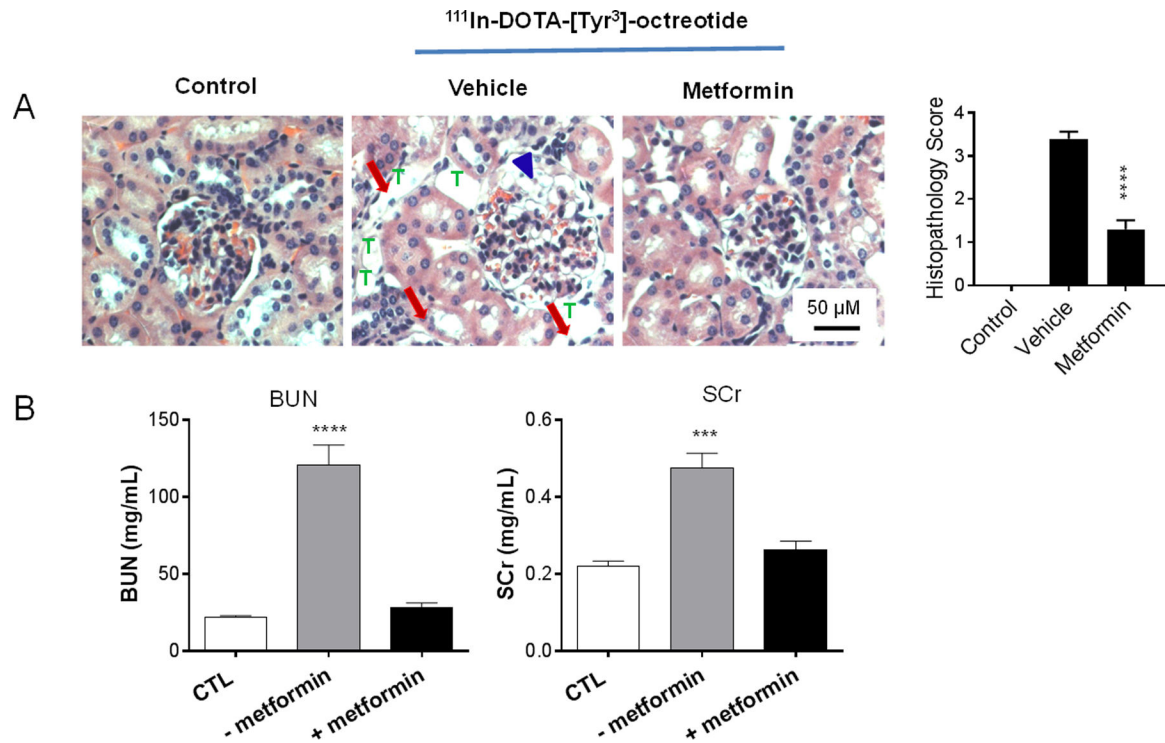 ¹¹¹In-DOTA-[Tyr³]-octreotide
Control
Vehicle
Metformin
A
T
T
T
T
T
50 µM
Histopathology Score
4
3
2
1
0
****
Control
Vehicle
Metformin
B
BUN
BUN (mg/mL)
150
100
50
0
****
CTL
- metformin
+ metformin
SCr
SCr (mg/mL)
0.6
0.4
0.2
0.0
***
CTL
- metformin
+ metformin